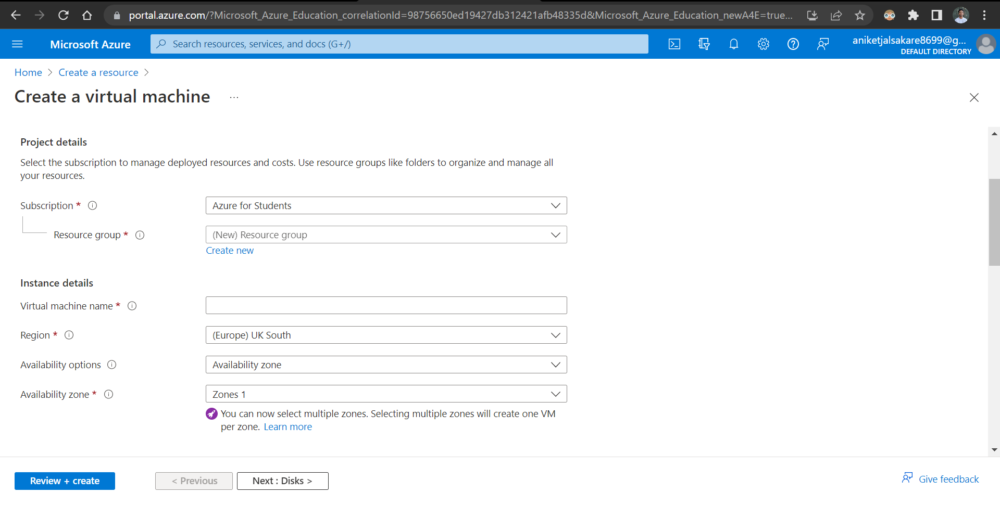 portal.azure.com/?Microsoft_Azure_Education_correlationId=98756650ed19427db312421afb48335d&Microsoft_Azure_Education_newA4E=true...
Microsoft Azure
Search resources, services, and docs (G+/)
aniketjalsakare8699@g...
DEFAULT DIRECTORY
Home > Create a resource >
Create a virtual machine ...
Project details
Select the subscription to manage deployed resources and costs. Use resource groups like folders to organize and manage all
your resources.
Subscription * Azure for Students
Resource group * (New) Resource group
Create new
Instance details
Virtual machine name *
Region * (Europe) UK South
Availability options Availability zone
Availability zone * Zones 1
You can now select multiple zones. Selecting multiple zones will create one VM
per zone. Learn more
Review + create < Previous Next : Disks > Give feedback